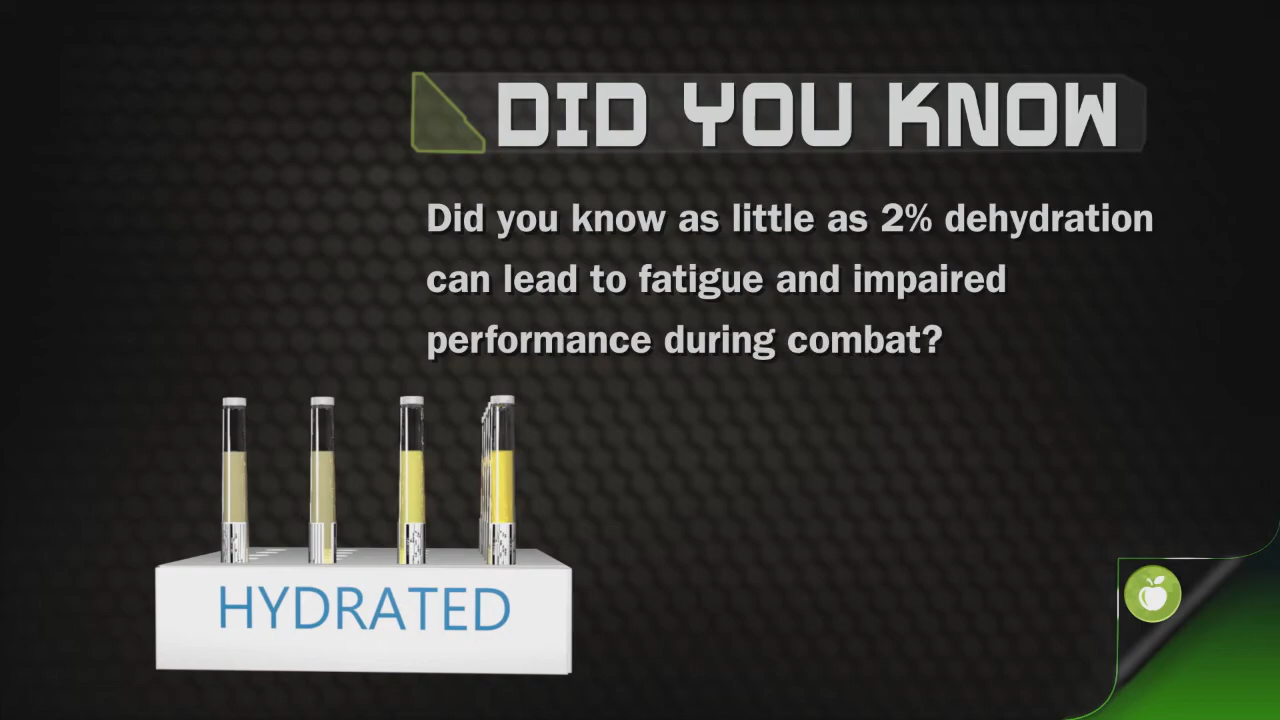 DID YOU KNOW
Did you know as little as 2% dehydration
can lead to fatigue and impaired
performance during combat?
HYDRATED